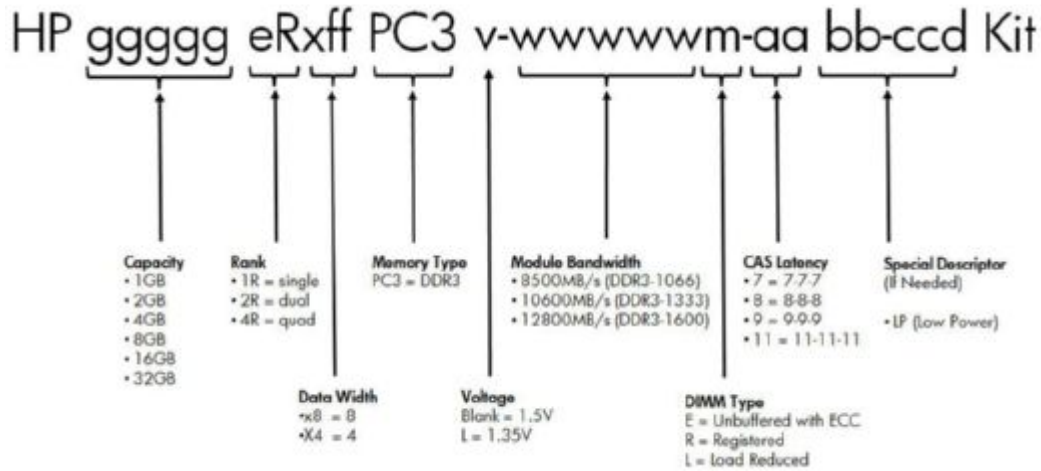 HP ggggg eRxff PC3 v-wwwwwm-aa bb-ccd Kit
Capacity
• 1GB
• 2GB
• 4GB
• 8GB
• 16GB
• 32GB
Rank
• 1R = single
• 2R = dual
• 4R = quad
Memory Type
PC3 = DDR3
Module Bandwidth
• 8500MB/s (DDR3-1066)
• 10600MB/s (DDR3-1333)
• 12800MB/s (DDR3-1600)
CAS Latency
• 7 = 7-7-7
• 8 = 8-8-8
• 9 = 9-9-9
• 11 = 11-11-11
Special Descriptor
(If Needed)
• LP (Low Power)
Data Width
•x8 = 8
•X4 = 4
Voltage
Blank = 1.5V
L = 1.35V
DIMM Type
E = Unbuffered with ECC
R = Registered
L = Load Reduced